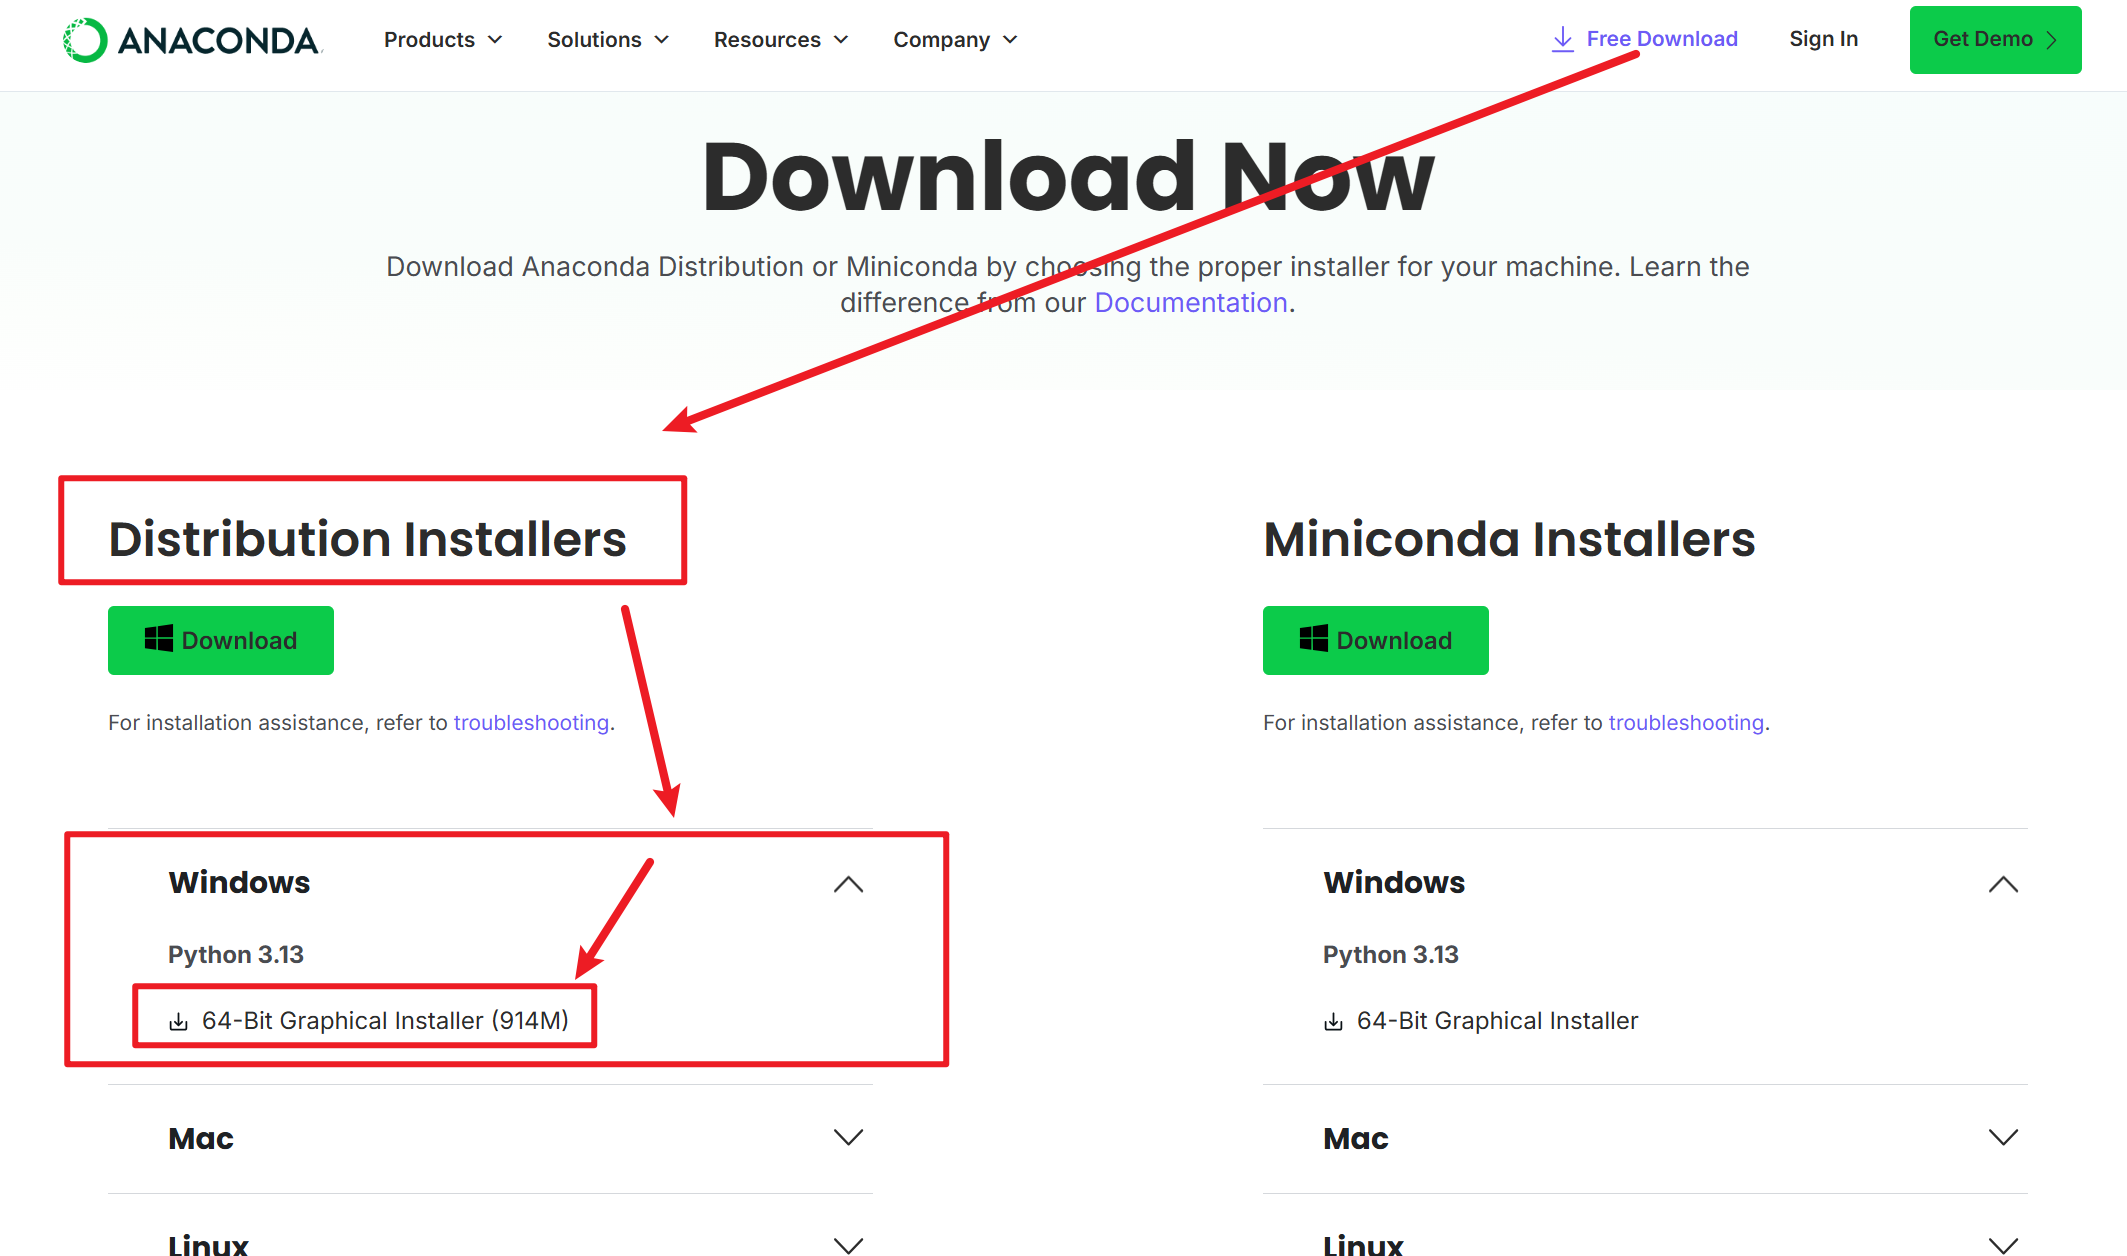 ANACONDA
Products
Solutions
Resources
Company
Free Download
Sign In
Get Demo
Download Now
Download Anaconda Distribution or Miniconda by choosing the proper installer for your machine. Learn the
difference from our Documentation.
Distribution Installers
Download
For installation assistance, refer to troubleshooting.
Windows
Python 3.13
64-Bit Graphical Installer (914M)
Mac
Linux
Miniconda Installers
Download
For installation assistance, refer to troubleshooting.
Windows
Python 3.13
64-Bit Graphical Installer
Mac
Linux